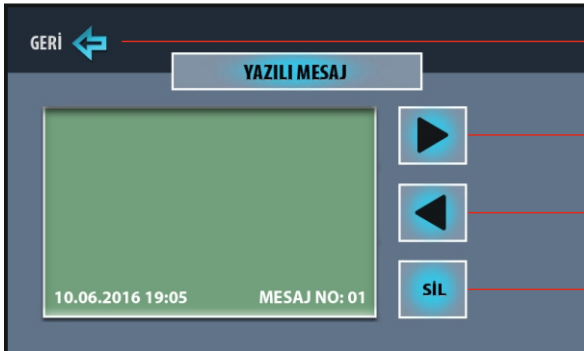 GERİ
YAZILI MESAJ
10.06.2016 19:05 MESAJ NO: 01
SİL